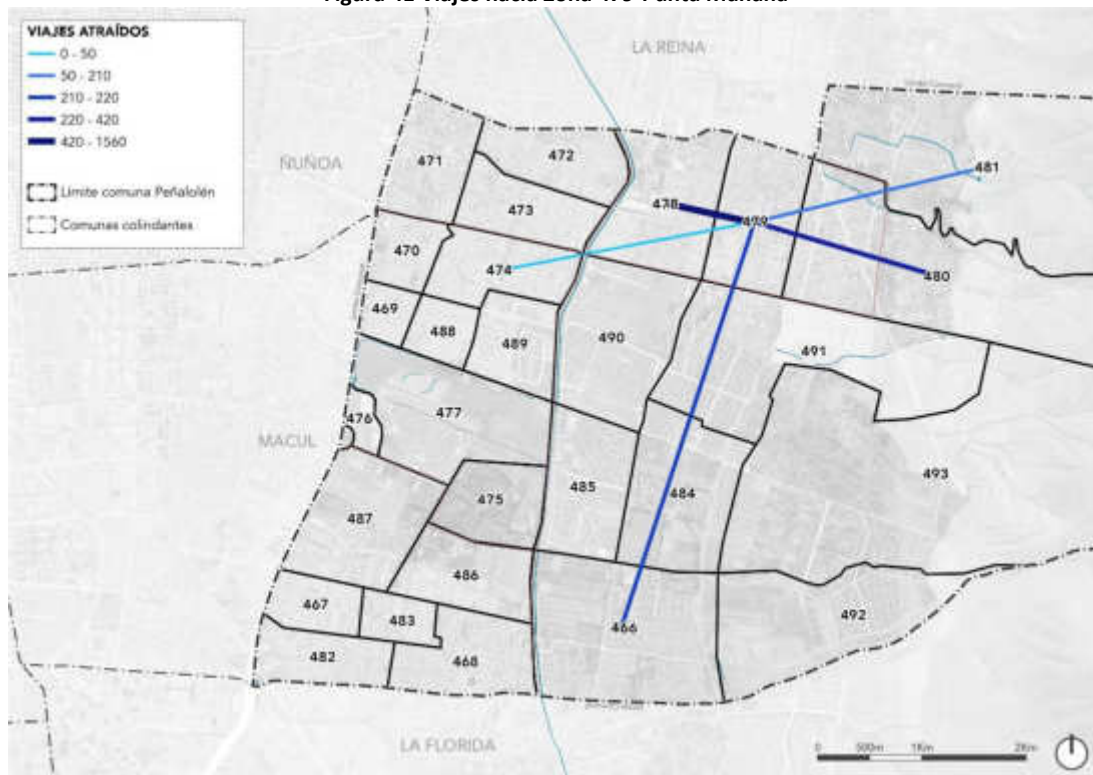 VIAJES ATRAÍDOS
0 - 50
50 - 210
210 - 220
220 - 420
420 - 1560
Límite comuna Peñalolén
Comunas colindantes
LA REINA
ÑUÑOA
MACUL
LA FLORIDA
471
472
473
478
481
470
474
480
469
488
489
490
491
476
477
475
485
484
493
487
486
467
483
466
492
482
468
0 500m 1Km 2Km